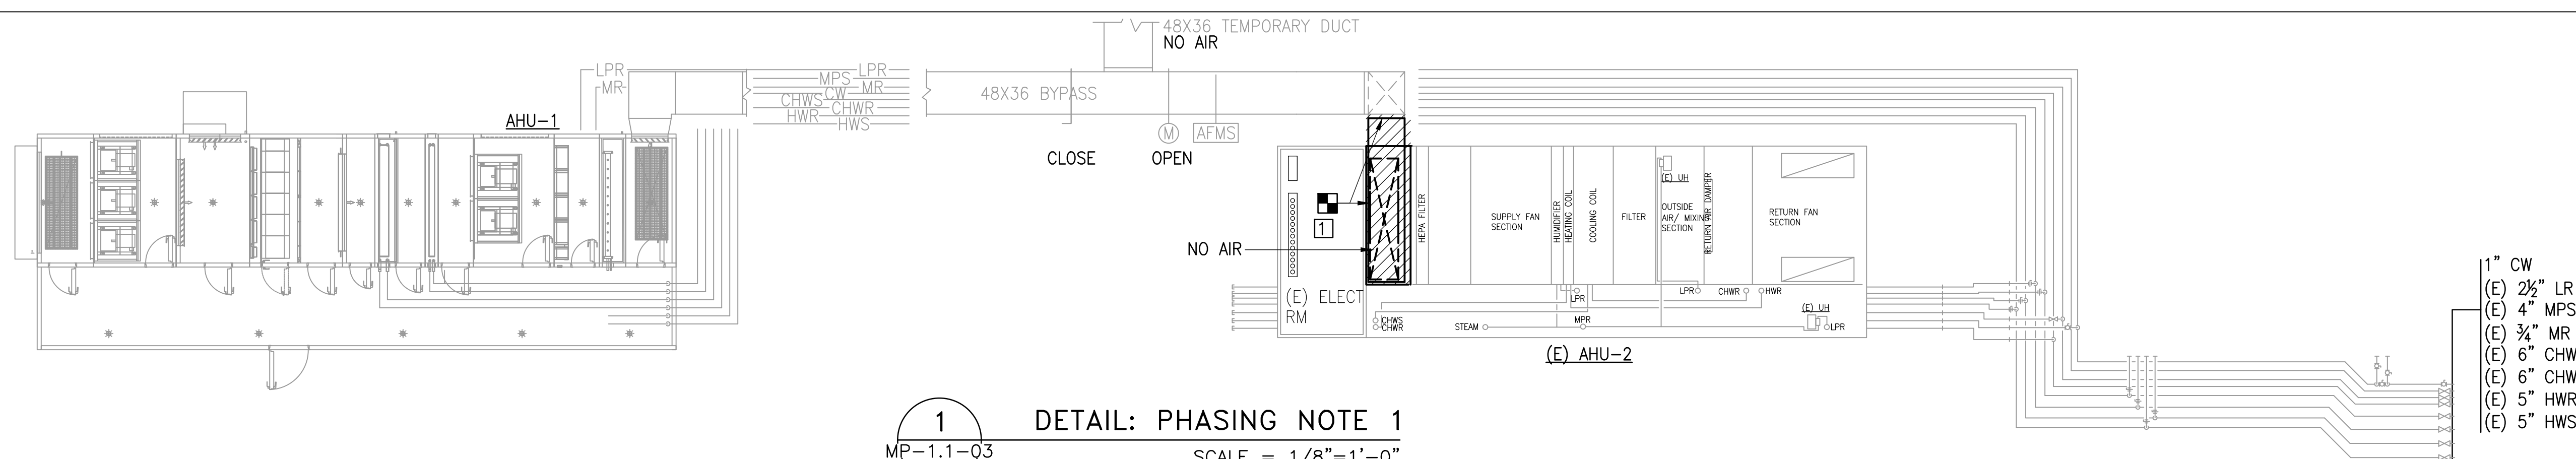 48X36 TEMPORARY DUCT
NO AIR
LPR
MR
LPR
MPS
MR
CW
CHWS
CHWR
HWR
HWS
48X36 BYPASS
M
AFMS
CLOSE
OPEN
AHU-1
NO AIR
1
HEPA FILTER
SUPPLY FAN
SECTION
HUMIDIFIER
HEATING COIL
COOLING COIL
FILTER
(E) UH
OUTSIDE
AIR/ MIXING
SECTION
RETURN AIR DAMPER
RETURN FAN
SECTION
(E) ELECT
RM
CHWS
CHWR
LPR
STEAM
MPR
LPR
CHWR
HWR
(E) UH
LPR
(E) AHU-2
1" CW
(E) 2½" LR
(E) 4" MPS
(E) ¾" MR
(E) 6" CHW
(E) 6" CHW
(E) 5" HWR
(E) 5" HWS
1
DETAIL: PHASING NOTE 1
MP-1.1-Q3
SCALE = 1/8"=1'-0"